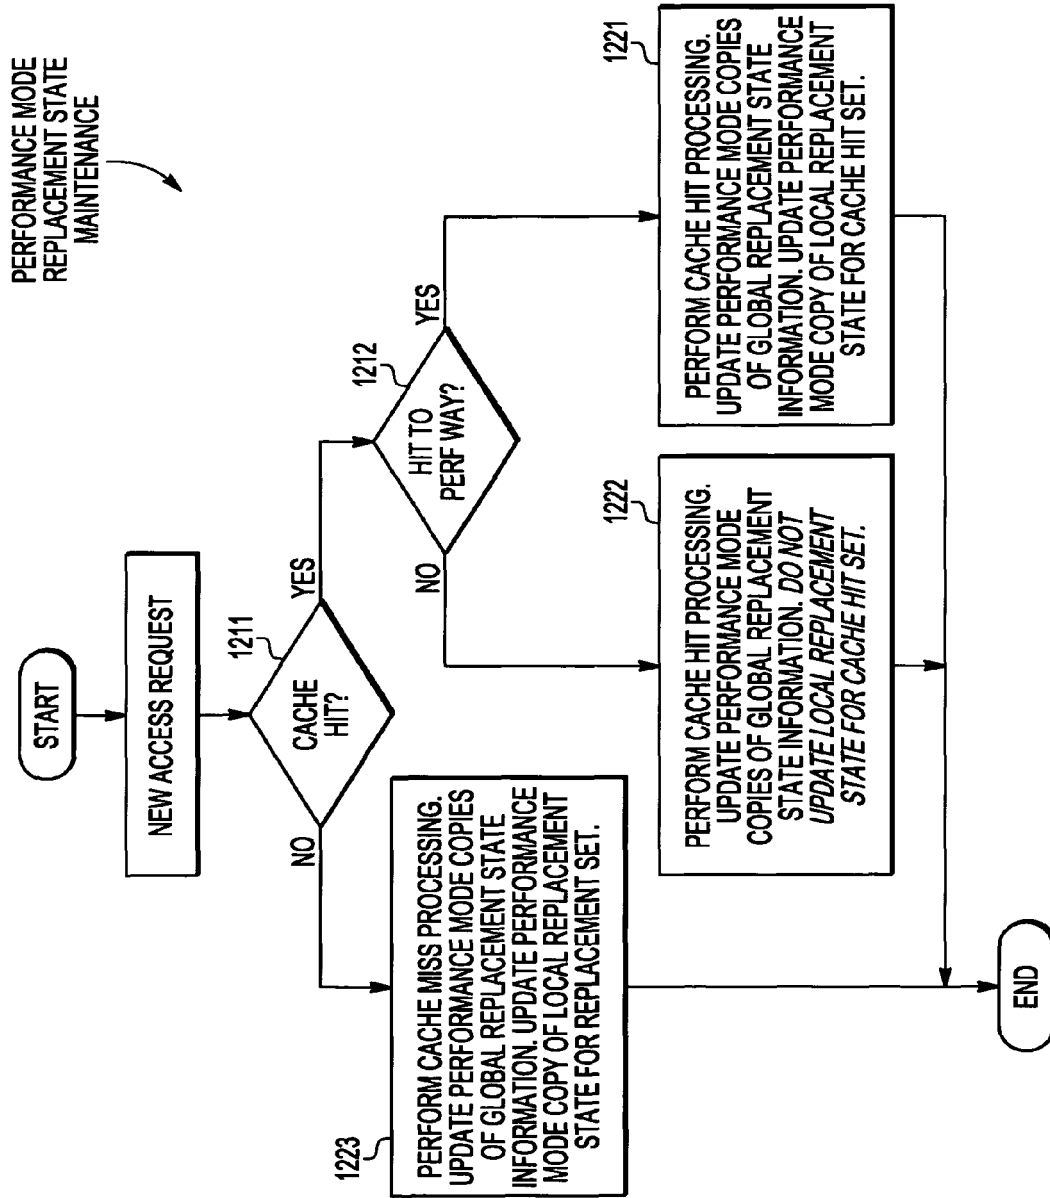 PERFORMANCE MODE
REPLACEMENT STATE
MAINTENANCE
START
NEW ACCESS REQUEST
1211
CACHE
HIT?
NO
YES
1212
HIT TO
PERF WAY?
NO
YES
1223
PERFORM CACHE MISS PROCESSING.
UPDATE PERFORMANCE MODE COPIES
OF GLOBAL REPLACEMENT STATE
INFORMATION. UPDATE PERFORMANCE
MODE COPY OF LOCAL REPLACEMENT
STATE FOR REPLACEMENT SET.
1222
PERFORM CACHE HIT PROCESSING.
UPDATE PERFORMANCE MODE
COPIES OF GLOBAL REPLACEMENT
STATE INFORMATION. DO NOT
UPDATE LOCAL REPLACEMENT
STATE FOR CACHE HIT SET.
1221
PERFORM CACHE HIT PROCESSING.
UPDATE PERFORMANCE MODE COPIES
OF GLOBAL REPLACEMENT STATE
INFORMATION. UPDATE PERFORMANCE
MODE COPY OF LOCAL REPLACEMENT
STATE FOR CACHE HIT SET.
END